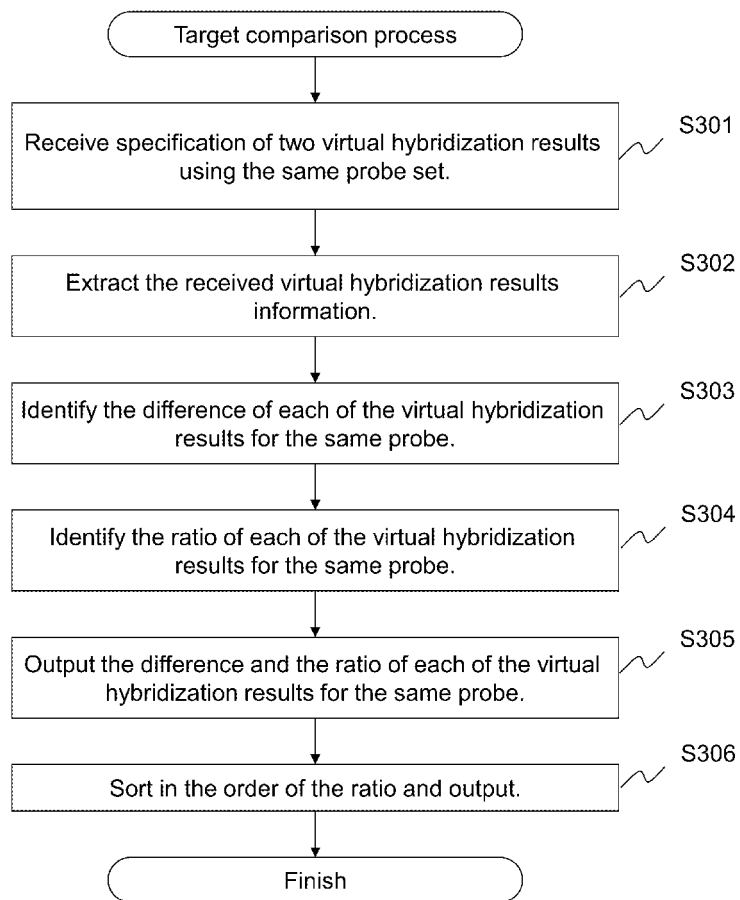 Target comparison process
S301
Receive specification of two virtual hybridization results
using the same probe set.
S302
Extract the received virtual hybridization results
information.
S303
Identify the difference of each of the virtual hybridization
results for the same probe.
S304
Identify the ratio of each of the virtual hybridization
results for the same probe.
S305
Output the difference and the ratio of each of the virtual
hybridization results for the same probe.
S306
Sort in the order of the ratio and output.
Finish